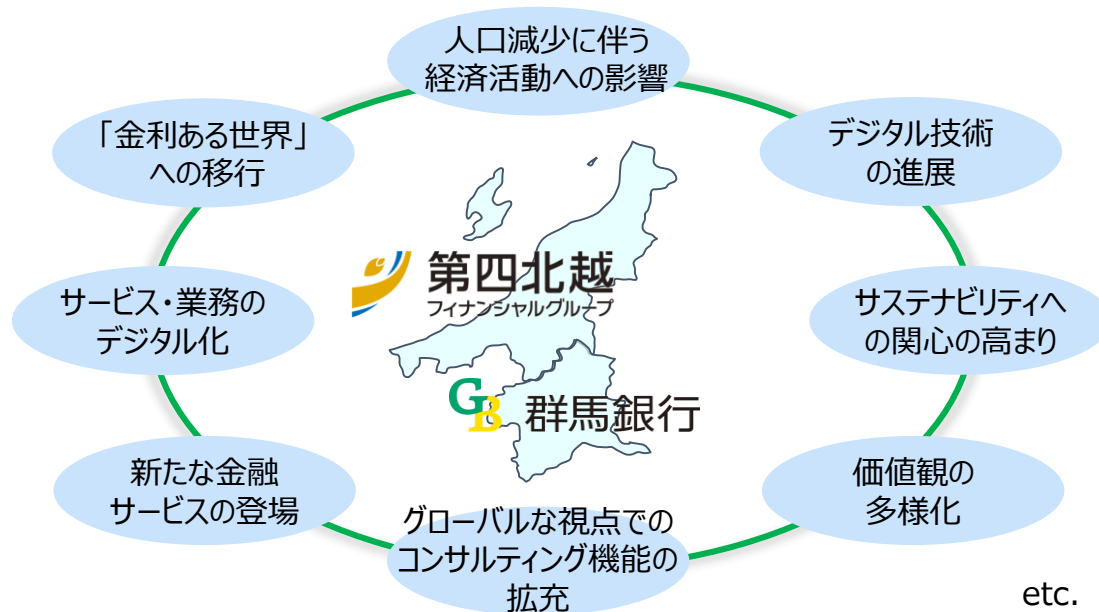 人口減少に伴う
経済活動への影響
「金利ある世界」
への移行
デジタル技術
の進展
第四北越
フィナンシャルグループ
サービス・業務の
デジタル化
サステナビリティへ
の関心の高まり
GB 群馬銀行
新たな金融
サービスの登場
価値観の
多様化
グローバルな視点での
コンサルティング機能の
拡充
etc.